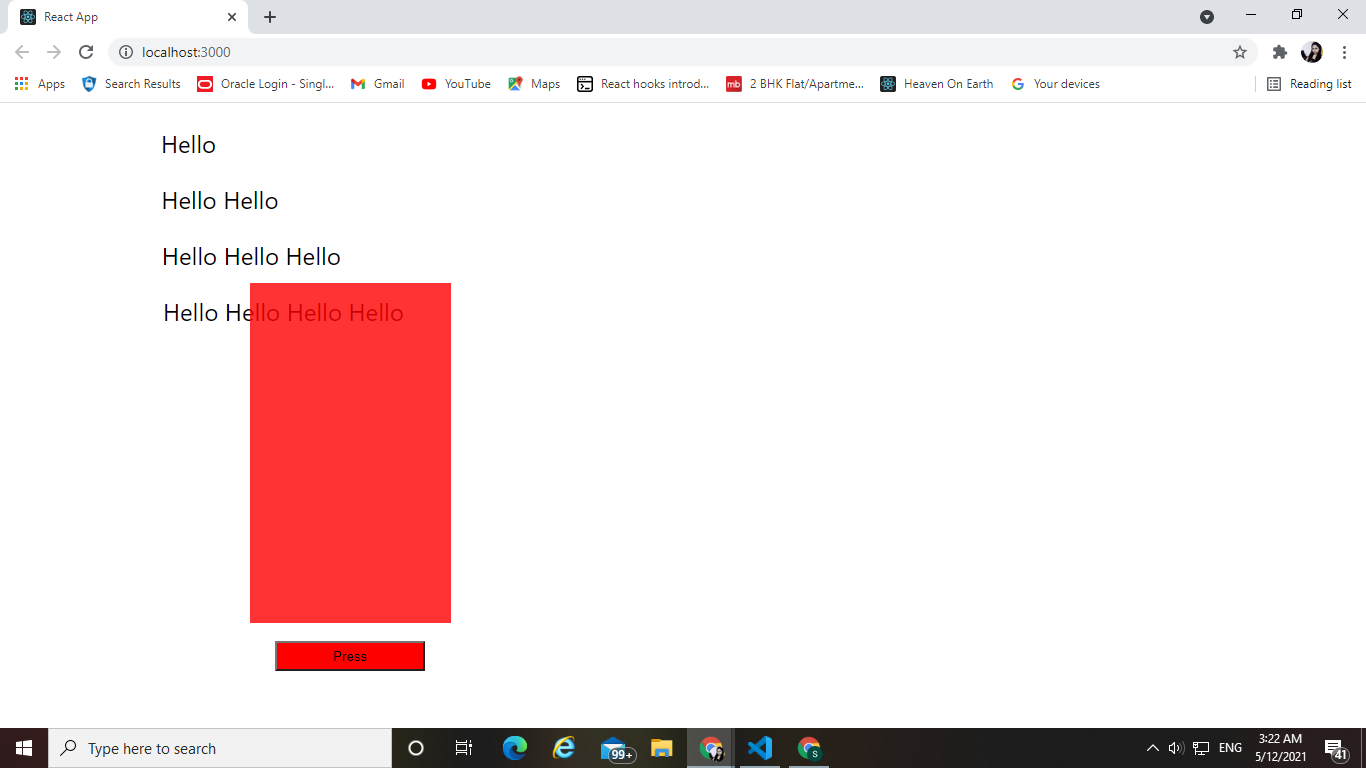 React App
localhost:3000
Apps Search Results Oracle Login - Singl... Gmail YouTube Maps React hooks introd... mb 2 BHK Flat/Apartme... Heaven On Earth Your devices Reading list
Hello
Hello Hello
Hello Hello Hello
Hello Hello Hello Hello
Press
Type here to search 99+ S ENG 3:22 AM
5/12/2021 41